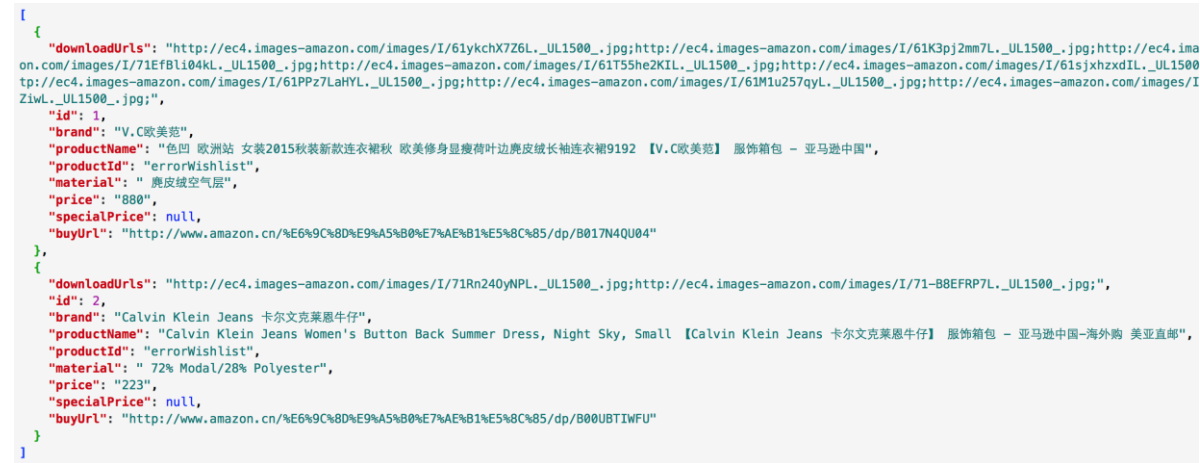 [
{
"downloadUrls": "http://ec4.images-amazon.com/images/I/61ykchX7Z6L._UL1500_.jpg;http://ec4.images-amazon.com/images/I/61K3pj2mm7L._UL1500_.jpg;http://ec4.ima
on.com/images/I/71EfBli04kL._UL1500_.jpg;http://ec4.images-amazon.com/images/I/61T55he2KIL._UL1500_.jpg;http://ec4.images-amazon.com/images/I/61sjxhzxdIL._UL1500
tp://ec4.images-amazon.com/images/I/61PPz7LaHYL._UL1500_.jpg;http://ec4.images-amazon.com/images/I/61M1u257qyL._UL1500_.jpg;http://ec4.images-amazon.com/images/I
ZiwL._UL1500_.jpg;",
"id": 1,
"brand": "V.C欧美范",
"productName": "色凹 欧洲站 女装2015秋装新款连衣裙秋 欧美修身显瘦荷叶边麂皮绒长袖连衣裙9192 【V.C欧美范】 服饰箱包 - 亚马逊中国",
"productId": "errorWishlist",
"material": " 麂皮绒空气层",
"price": "880",
"specialPrice": null,
"buyUrl": "http://www.amazon.cn/%E6%9C%8D%E9%A5%B0%E7%AE%B1%E5%8C%85/dp/B017N4QU04"
},
{
"downloadUrls": "http://ec4.images-amazon.com/images/I/71Rn24OyNPL._UL1500_.jpg;http://ec4.images-amazon.com/images/I/71-B8EFRP7L._UL1500_.jpg;",
"id": 2,
"brand": "Calvin Klein Jeans 卡尔文克莱恩牛仔",
"productName": "Calvin Klein Jeans Women's Button Back Summer Dress, Night Sky, Small 【Calvin Klein Jeans 卡尔文克莱恩牛仔】 服饰箱包 - 亚马逊中国-海外购 美亚直邮",
"productId": "errorWishlist",
"material": " 72% Modal/28% Polyester",
"price": "223",
"specialPrice": null,
"buyUrl": "http://www.amazon.cn/%E6%9C%8D%E9%A5%B0%E7%AE%B1%E5%8C%85/dp/B00UBTIWFU"
}
]